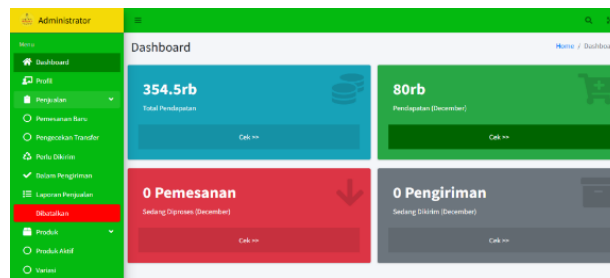 Administrator
Menu
Dashboard
Profil
Penjualan
Pemesanan Baru
Pengecekan Transfer
Perlu Dikirim
Dalam Pengiriman
Laporan Penjualan
Dibatalkan
Produk
Produk Aktif
Variasi
Dashboard
Home / Dashboa
354.5rb
Total Pendapatan
Cek >>
80rb
Pendapatan (December)
Cek >>
0 Pemesanan
Sedang Diproses (December)
Cek >>
0 Pengiriman
Sedang Dikirim (December)
Cek >>